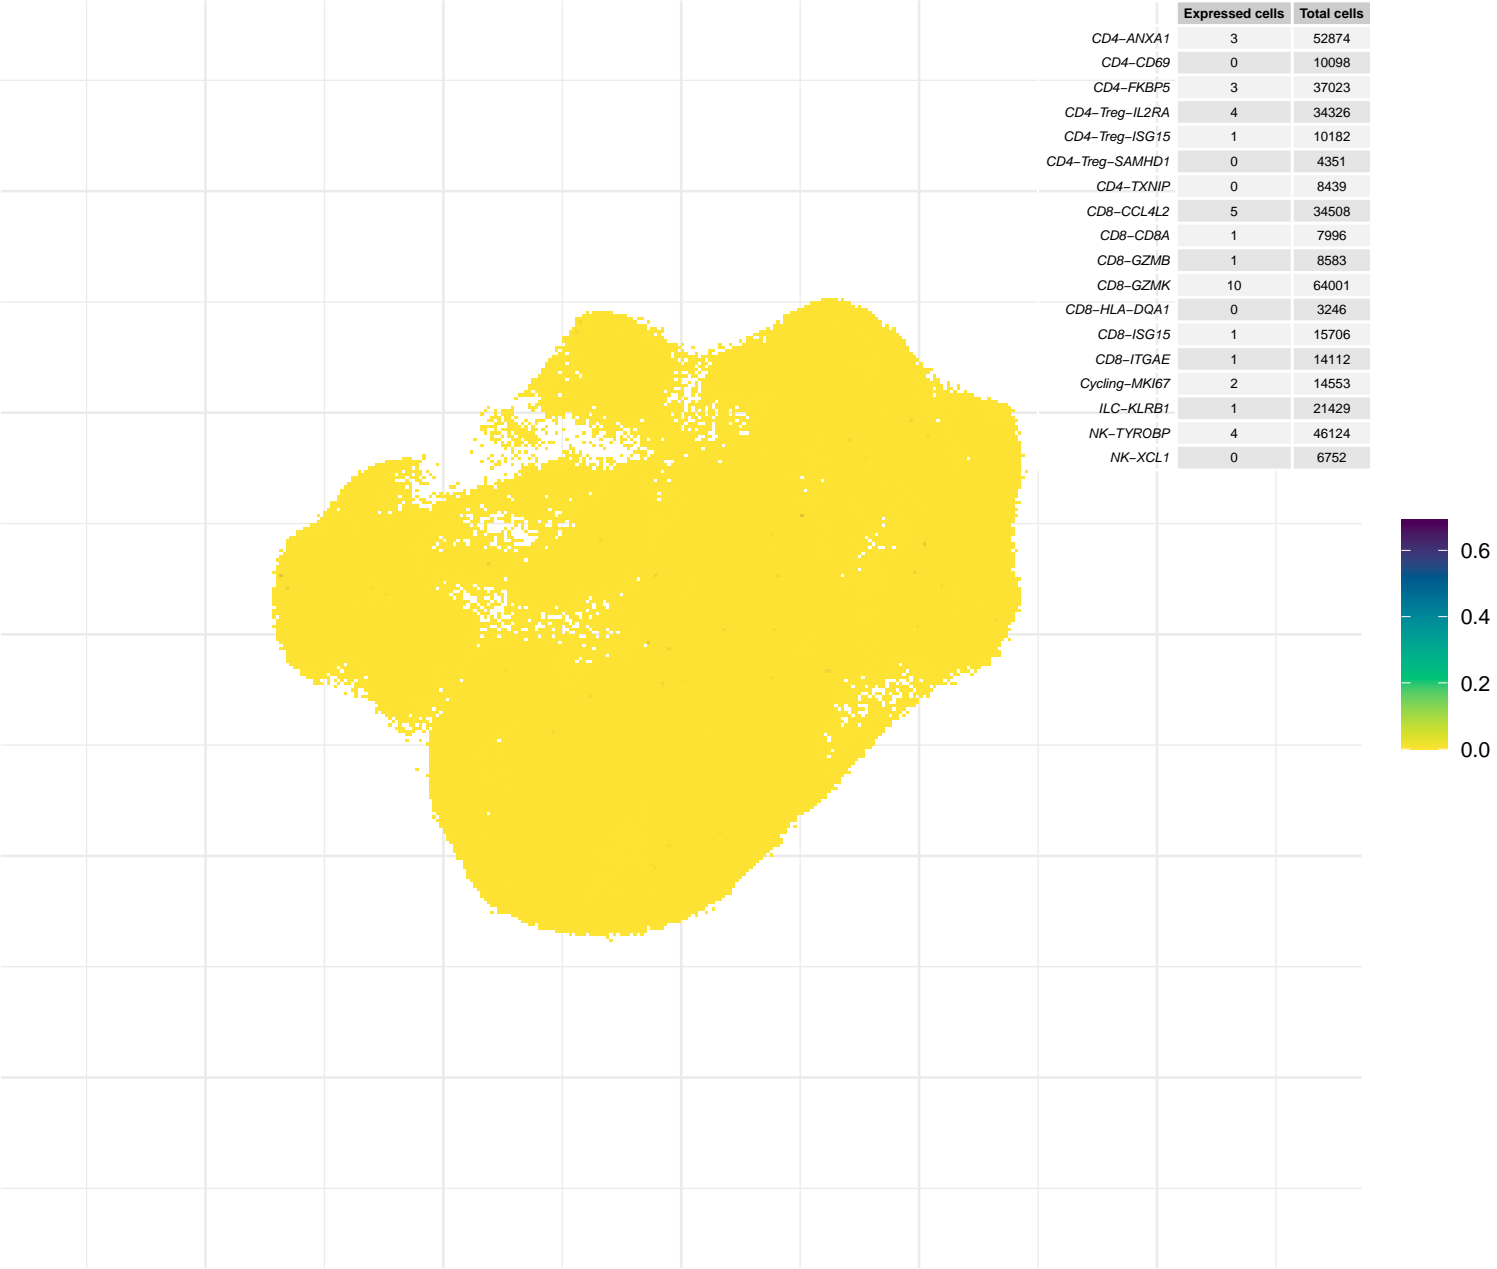 Expressed cells Total cells
CD4−ANXA1 3 52874
CD4−CD69 0 10098
CD4−FKBP5 3 37023
CD4−Treg−IL2RA 4 34326
CD4−Treg−ISG15 1 10182
CD4−Treg−SAMHD1 0 4351
CD4−TXNIP 0 8439
CD8−CCL4L2 5 34508
CD8−CD8A 1 7996
CD8−GZMB 1 8583
CD8−GZMK 10 64001
CD8−HLA−DQA1 0 3246
CD8−ISG15 1 15706
CD8−ITGAE 1 14112
Cycling−MKI67 2 14553
ILC−KLRB1 1 21429
NK−TYROBP 4 46124
NK−XCL1 0 6752
0.6
0.4
0.2
0.0